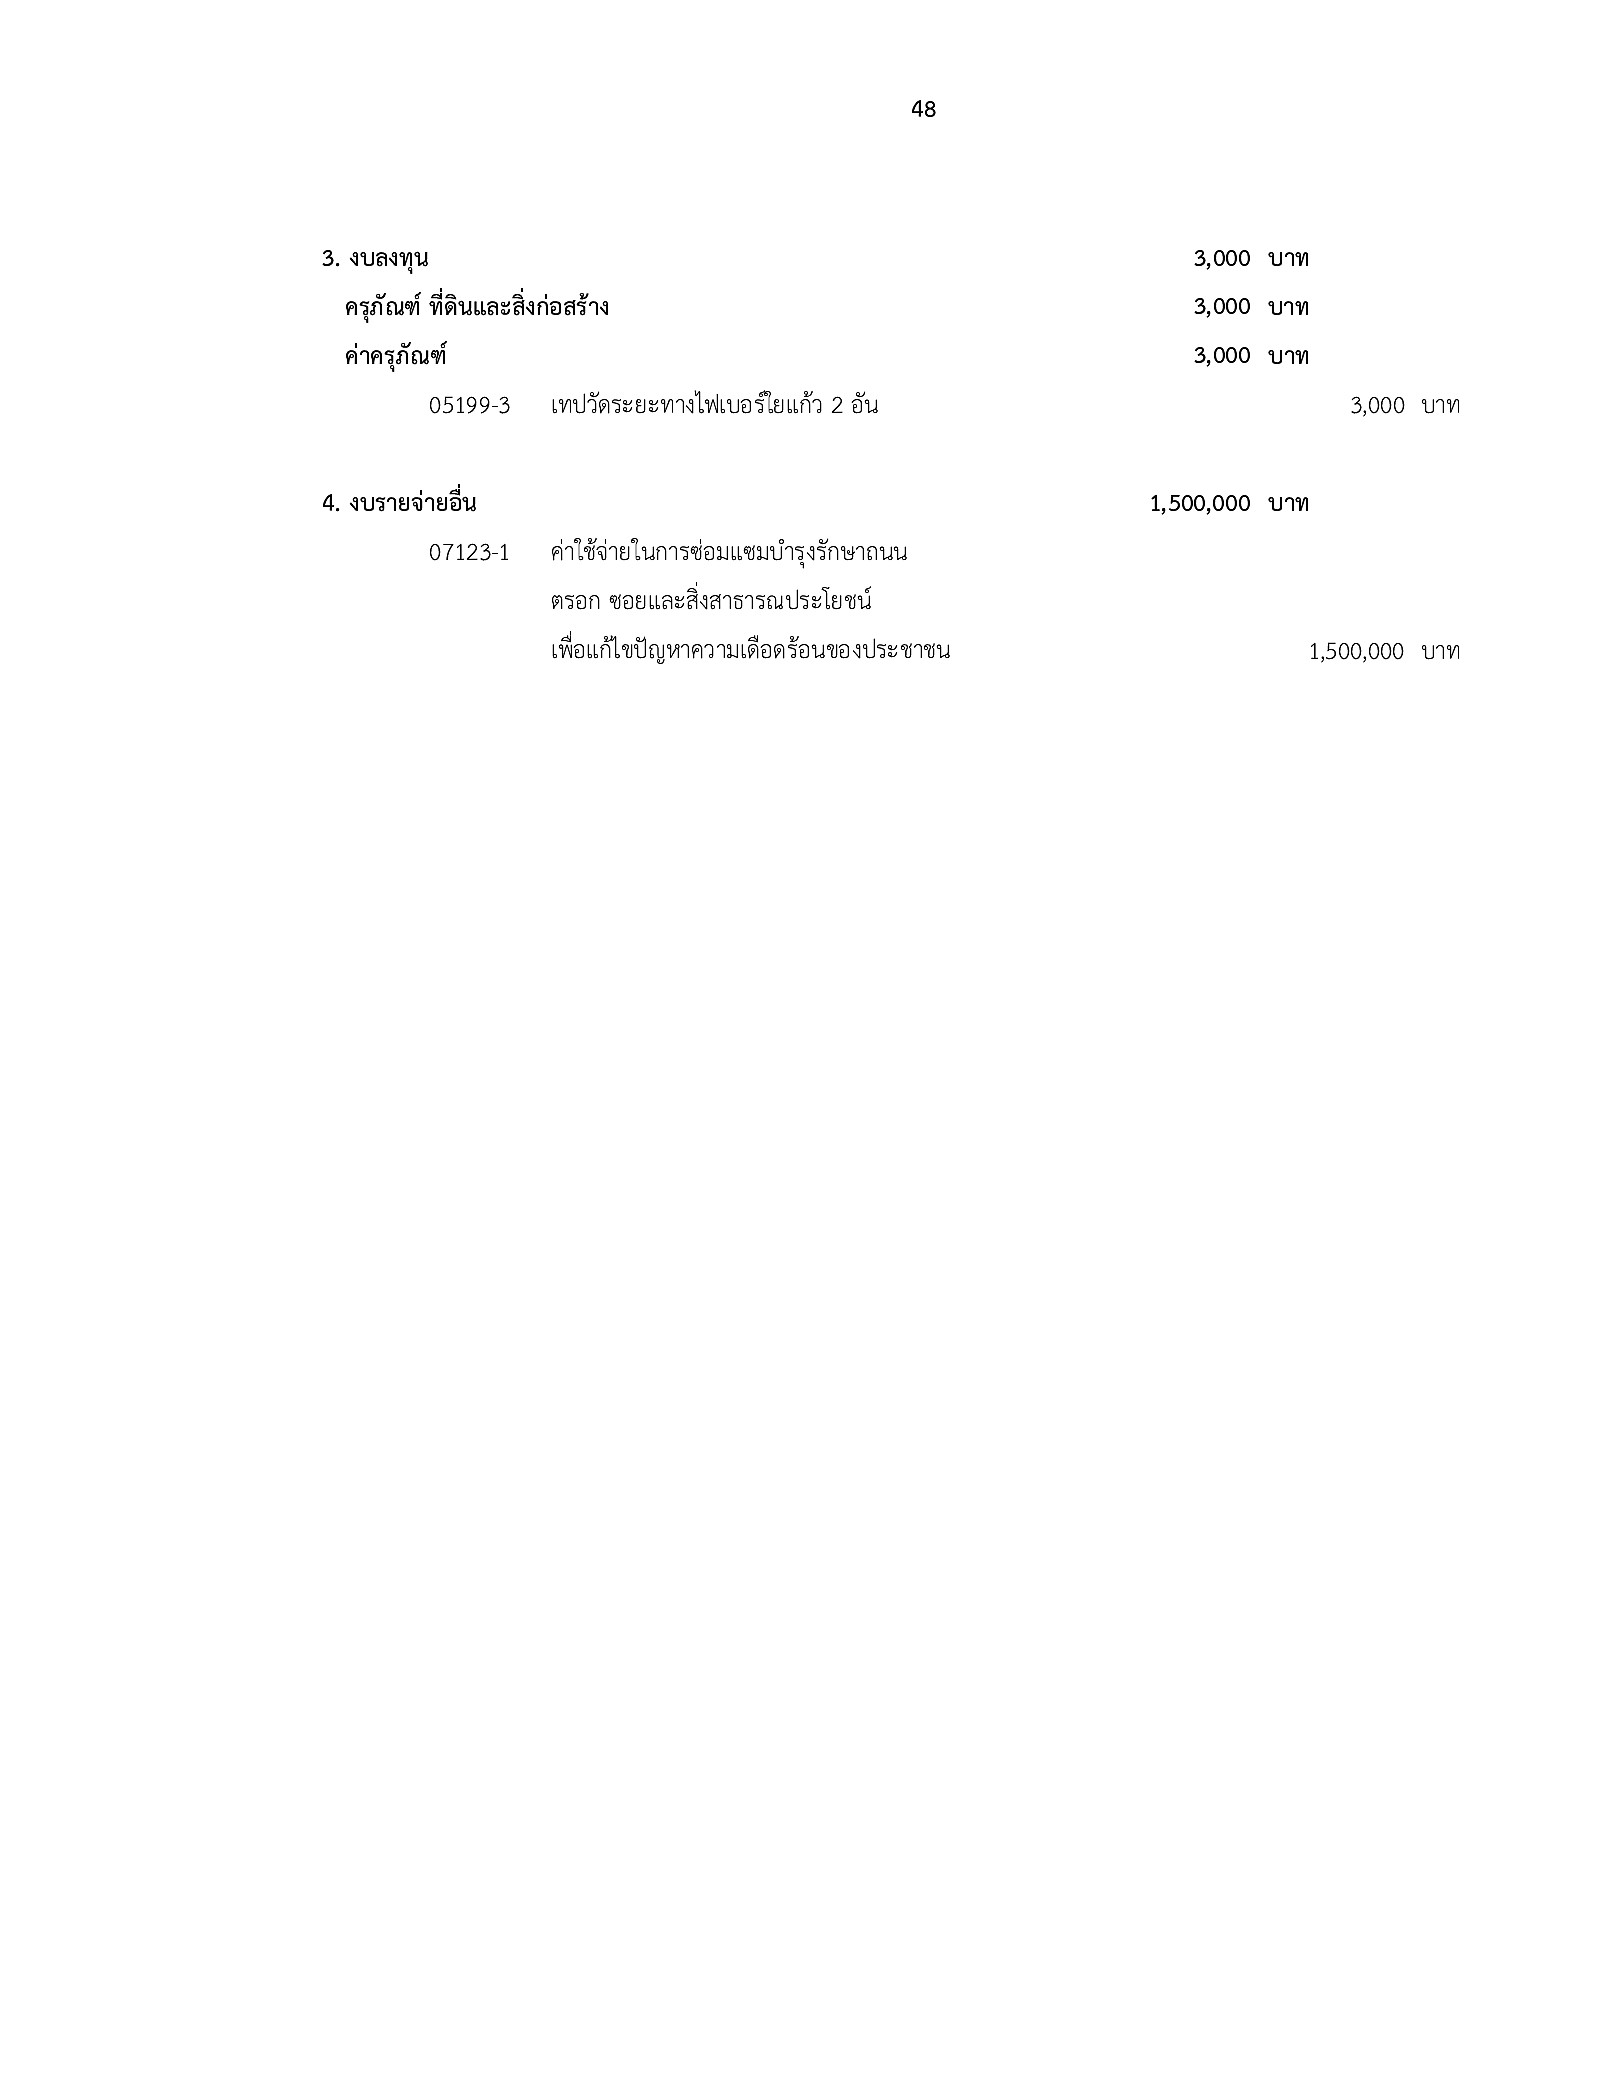 48
3. งบลงทุน 3,000 บาท
ครุภัณฑ์ ที่ดินและสิ่งก่อสร้าง 3,000 บาท
ค่าครุภัณฑ์ 3,000 บาท
05199-3 เทปวัดระยะทางไฟเบอร์ใยแก้ว 2 อัน 3,000 บาท
4. งบรายจ่ายอื่น 1,500,000 บาท
07123-1 ค่าใช้จ่ายในการซ่อมแซมบำรุงรักษาถนน
ตรอก ซอยและสิ่งสาธารณประโยชน์
เพื่อแก้ไขปัญหาความเดือดร้อนของประชาชน 1,500,000 บาท